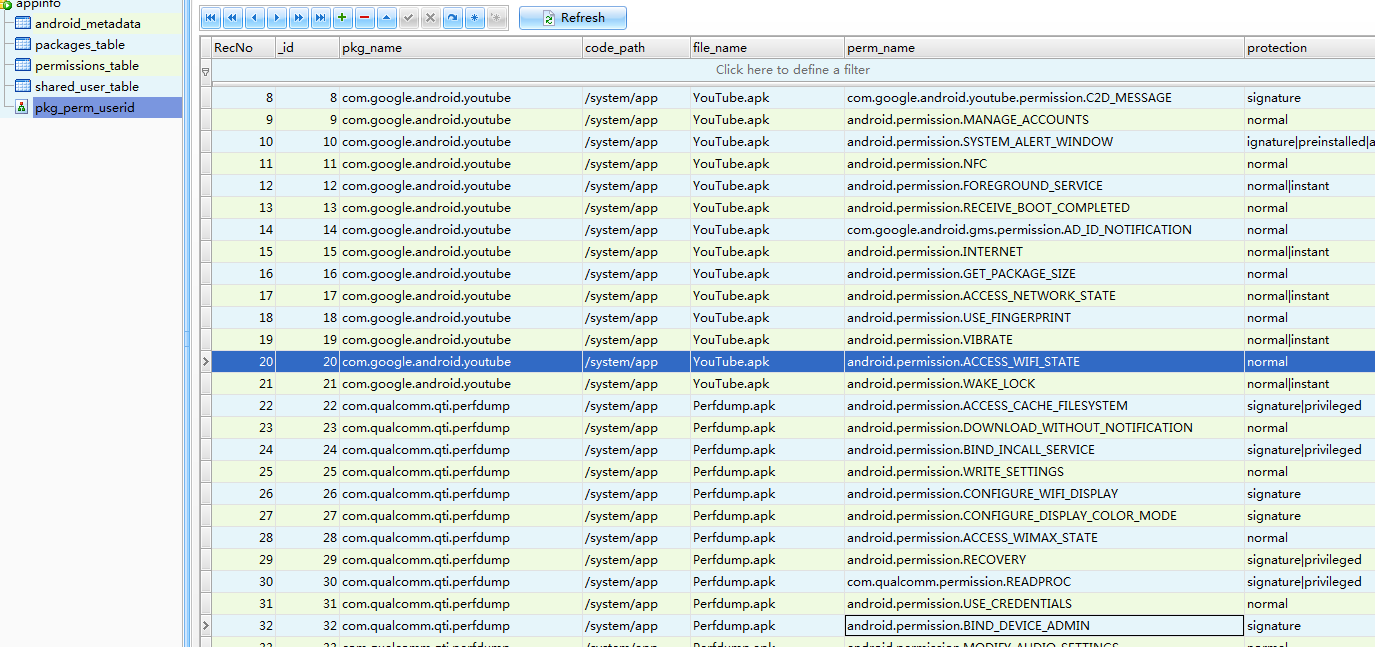 appinfo
android_metadata
packages_table
permissions_table
shared_user_table
pkg_perm_userid
Refresh
RecNo _id pkg_name code_path file_name perm_name protection
Click here to define a filter
8 8 com.google.android.youtube /system/app YouTube.apk com.google.android.youtube.permission.C2D_MESSAGE signature
9 9 com.google.android.youtube /system/app YouTube.apk android.permission.MANAGE_ACCOUNTS normal
10 10 com.google.android.youtube /system/app YouTube.apk android.permission.SYSTEM_ALERT_WINDOW ignature|preinstalled|a
11 11 com.google.android.youtube /system/app YouTube.apk android.permission.NFC normal
12 12 com.google.android.youtube /system/app YouTube.apk android.permission.FOREGROUND_SERVICE normal|instant
13 13 com.google.android.youtube /system/app YouTube.apk android.permission.RECEIVE_BOOT_COMPLETED normal
14 14 com.google.android.youtube /system/app YouTube.apk com.google.android.gms.permission.AD_ID_NOTIFICATION normal
15 15 com.google.android.youtube /system/app YouTube.apk android.permission.INTERNET normal|instant
16 16 com.google.android.youtube /system/app YouTube.apk android.permission.GET_PACKAGE_SIZE normal
17 17 com.google.android.youtube /system/app YouTube.apk android.permission.ACCESS_NETWORK_STATE normal|instant
18 18 com.google.android.youtube /system/app YouTube.apk android.permission.USE_FINGERPRINT normal
19 19 com.google.android.youtube /system/app YouTube.apk android.permission.VIBRATE normal|instant
20 20 com.google.android.youtube /system/app YouTube.apk android.permission.ACCESS_WIFI_STATE normal
21 21 com.google.android.youtube /system/app YouTube.apk android.permission.WAKE_LOCK normal|instant
22 22 com.qualcomm.qti.perfdump /system/app Perfdump.apk android.permission.ACCESS_CACHE_FILESYSTEM signature|privileged
23 23 com.qualcomm.qti.perfdump /system/app Perfdump.apk android.permission.DOWNLOAD_WITHOUT_NOTIFICATION normal
24 24 com.qualcomm.qti.perfdump /system/app Perfdump.apk android.permission.BIND_INCALL_SERVICE signature|privileged
25 25 com.qualcomm.qti.perfdump /system/app Perfdump.apk android.permission.WRITE_SETTINGS normal
26 26 com.qualcomm.qti.perfdump /system/app Perfdump.apk android.permission.CONFIGURE_WIFI_DISPLAY signature
27 27 com.qualcomm.qti.perfdump /system/app Perfdump.apk android.permission.CONFIGURE_DISPLAY_COLOR_MODE signature
28 28 com.qualcomm.qti.perfdump /system/app Perfdump.apk android.permission.ACCESS_WIMAX_STATE normal
29 29 com.qualcomm.qti.perfdump /system/app Perfdump.apk android.permission.RECOVERY signature|privileged
30 30 com.qualcomm.qti.perfdump /system/app Perfdump.apk com.qualcomm.permission.READPROC signature|privileged
31 31 com.qualcomm.qti.perfdump /system/app Perfdump.apk android.permission.USE_CREDENTIALS normal
32 32 com.qualcomm.qti.perfdump /system/app Perfdump.apk android.permission.BIND_DEVICE_ADMIN signature
33 33 com.qualcomm.qti.perfdump /system/app Perfdump.apk android.permission.MODIFY_AUDIO_SETTINGS normal